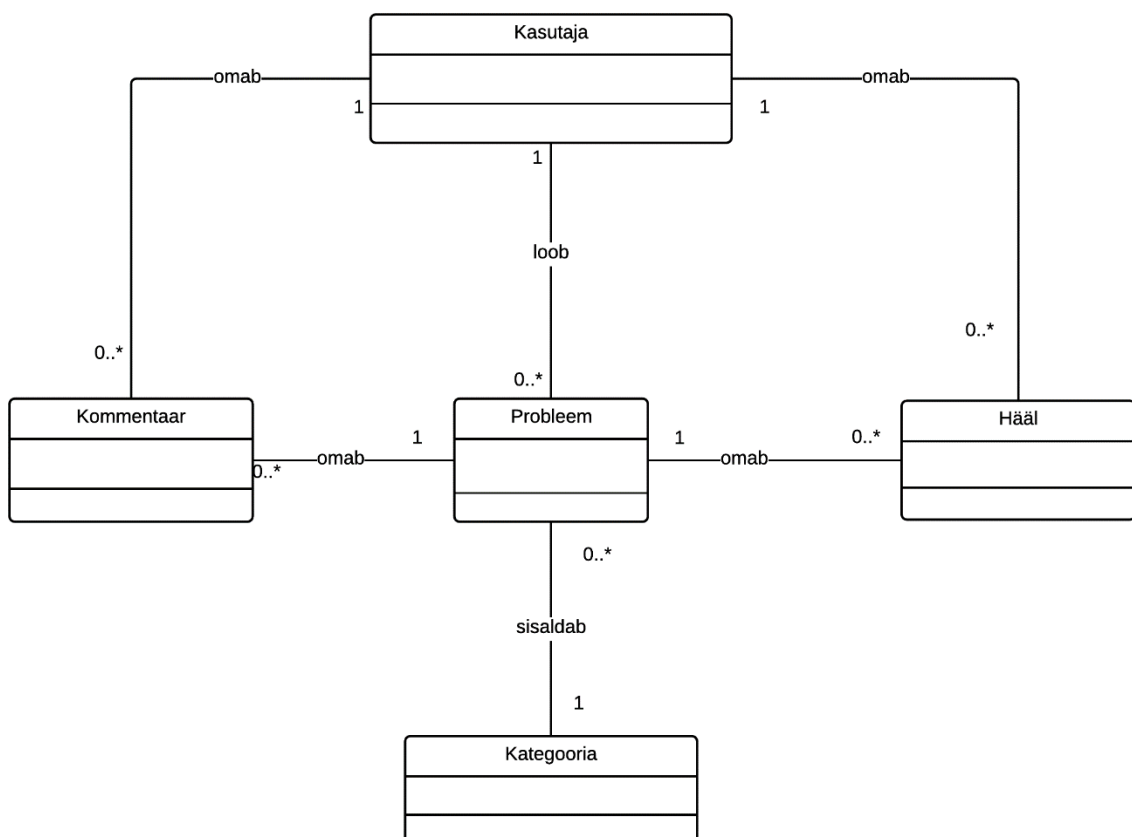 Kasutaja
omab
omab
1
1
1
loob
0..*
0..*
0..*
Kommentaar
Probleem
Hääl
1
1
0..*
omab
omab
0..*
0..*
sisaldab
1
Kategooria